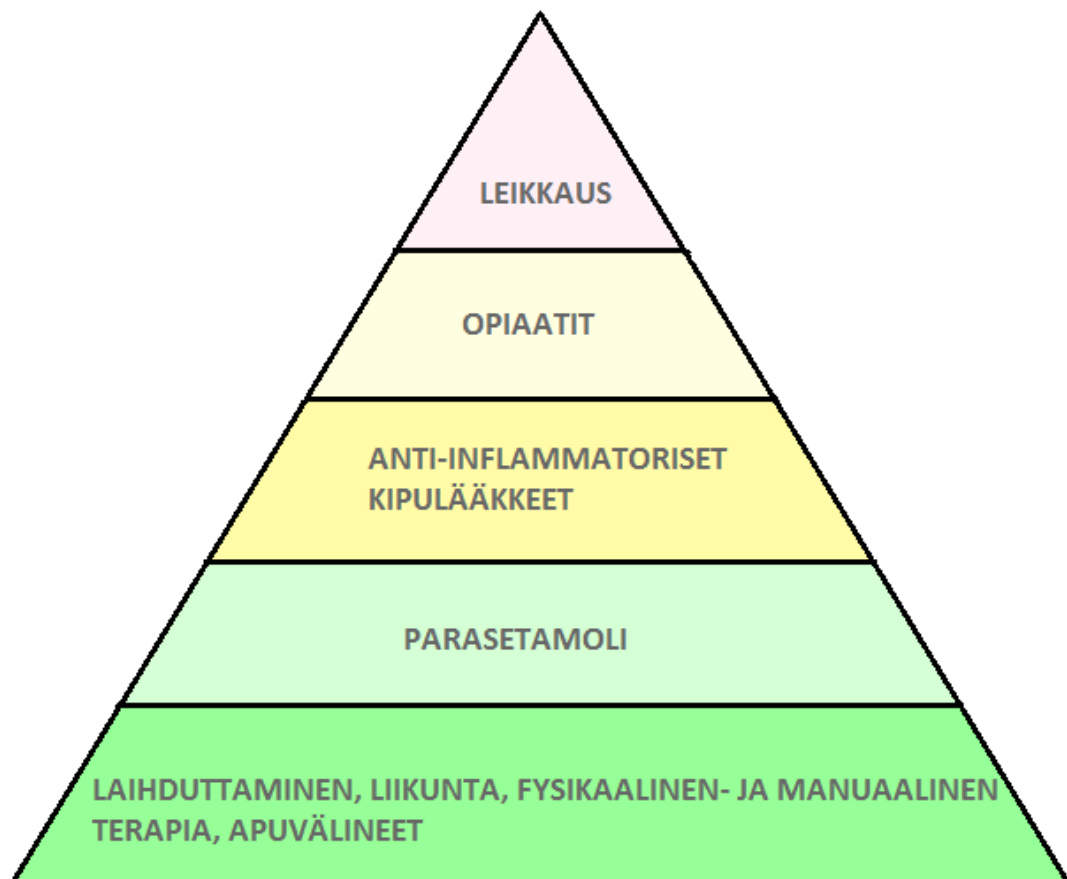 LEIKKAUS
OPIAATIT
ANTI-INFLAMMATORISET
KIPULÄÄKKEET
PARASETAMOLI
LAIHDUTTAMINEN, LIIKUNTA, FYSIKAALINEN- JA MANUAALINEN
TERAPIA, APUVÄLINEET